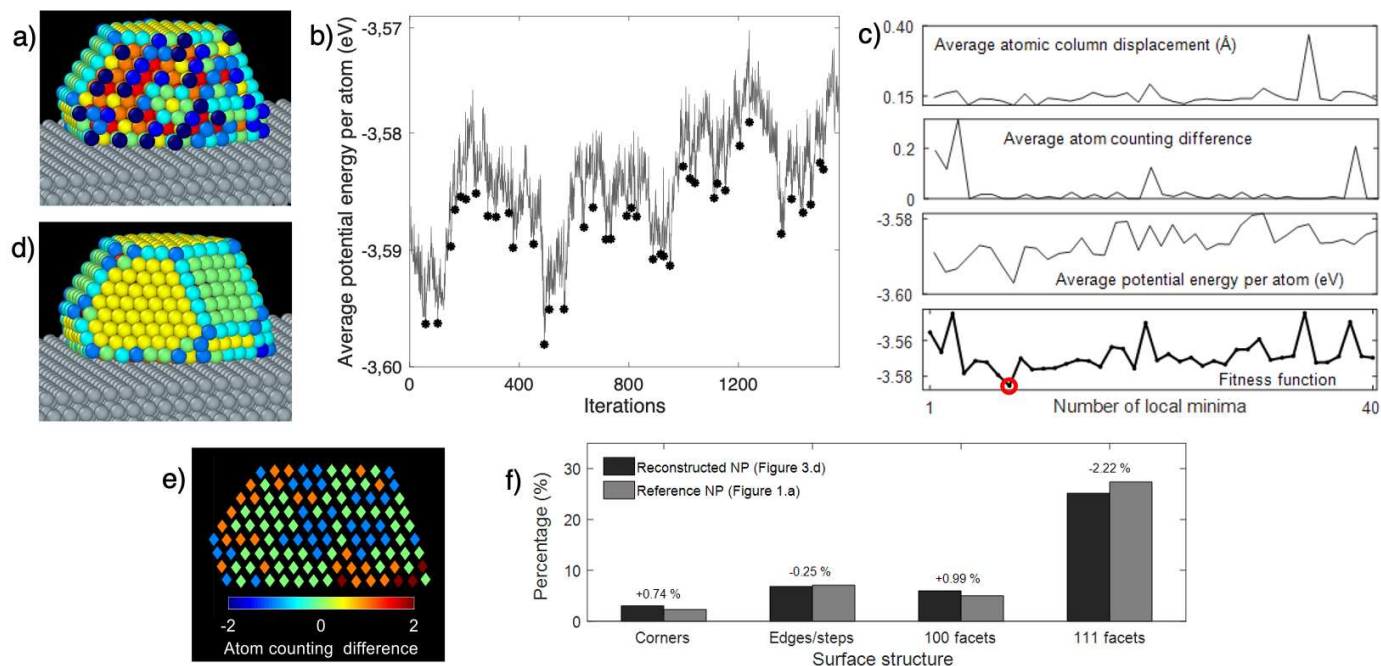 a)
b)
Average potential energy per atom (eV)
-3,57
-3,58
-3,59
-3,60
0
400
800
1200
Iterations
c)
0.40
Average atomic column displacement (Å)
0.15
Average atom counting difference
0.2
0
-3.58
Average potential energy per atom (eV)
-3.60
-3.56
-3.58
Fitness function
1
Number of local minima
40
d)
e)
-2
0
2
Atom counting difference
f)
Percentage (%)
30
20
10
0
Reconstructed NP (Figure 3.d)
Reference NP (Figure 1.a)
+0.74 %
-0.25 %
+0.99 %
-2.22 %
Corners
Edges/steps
100 facets
111 facets
Surface structure